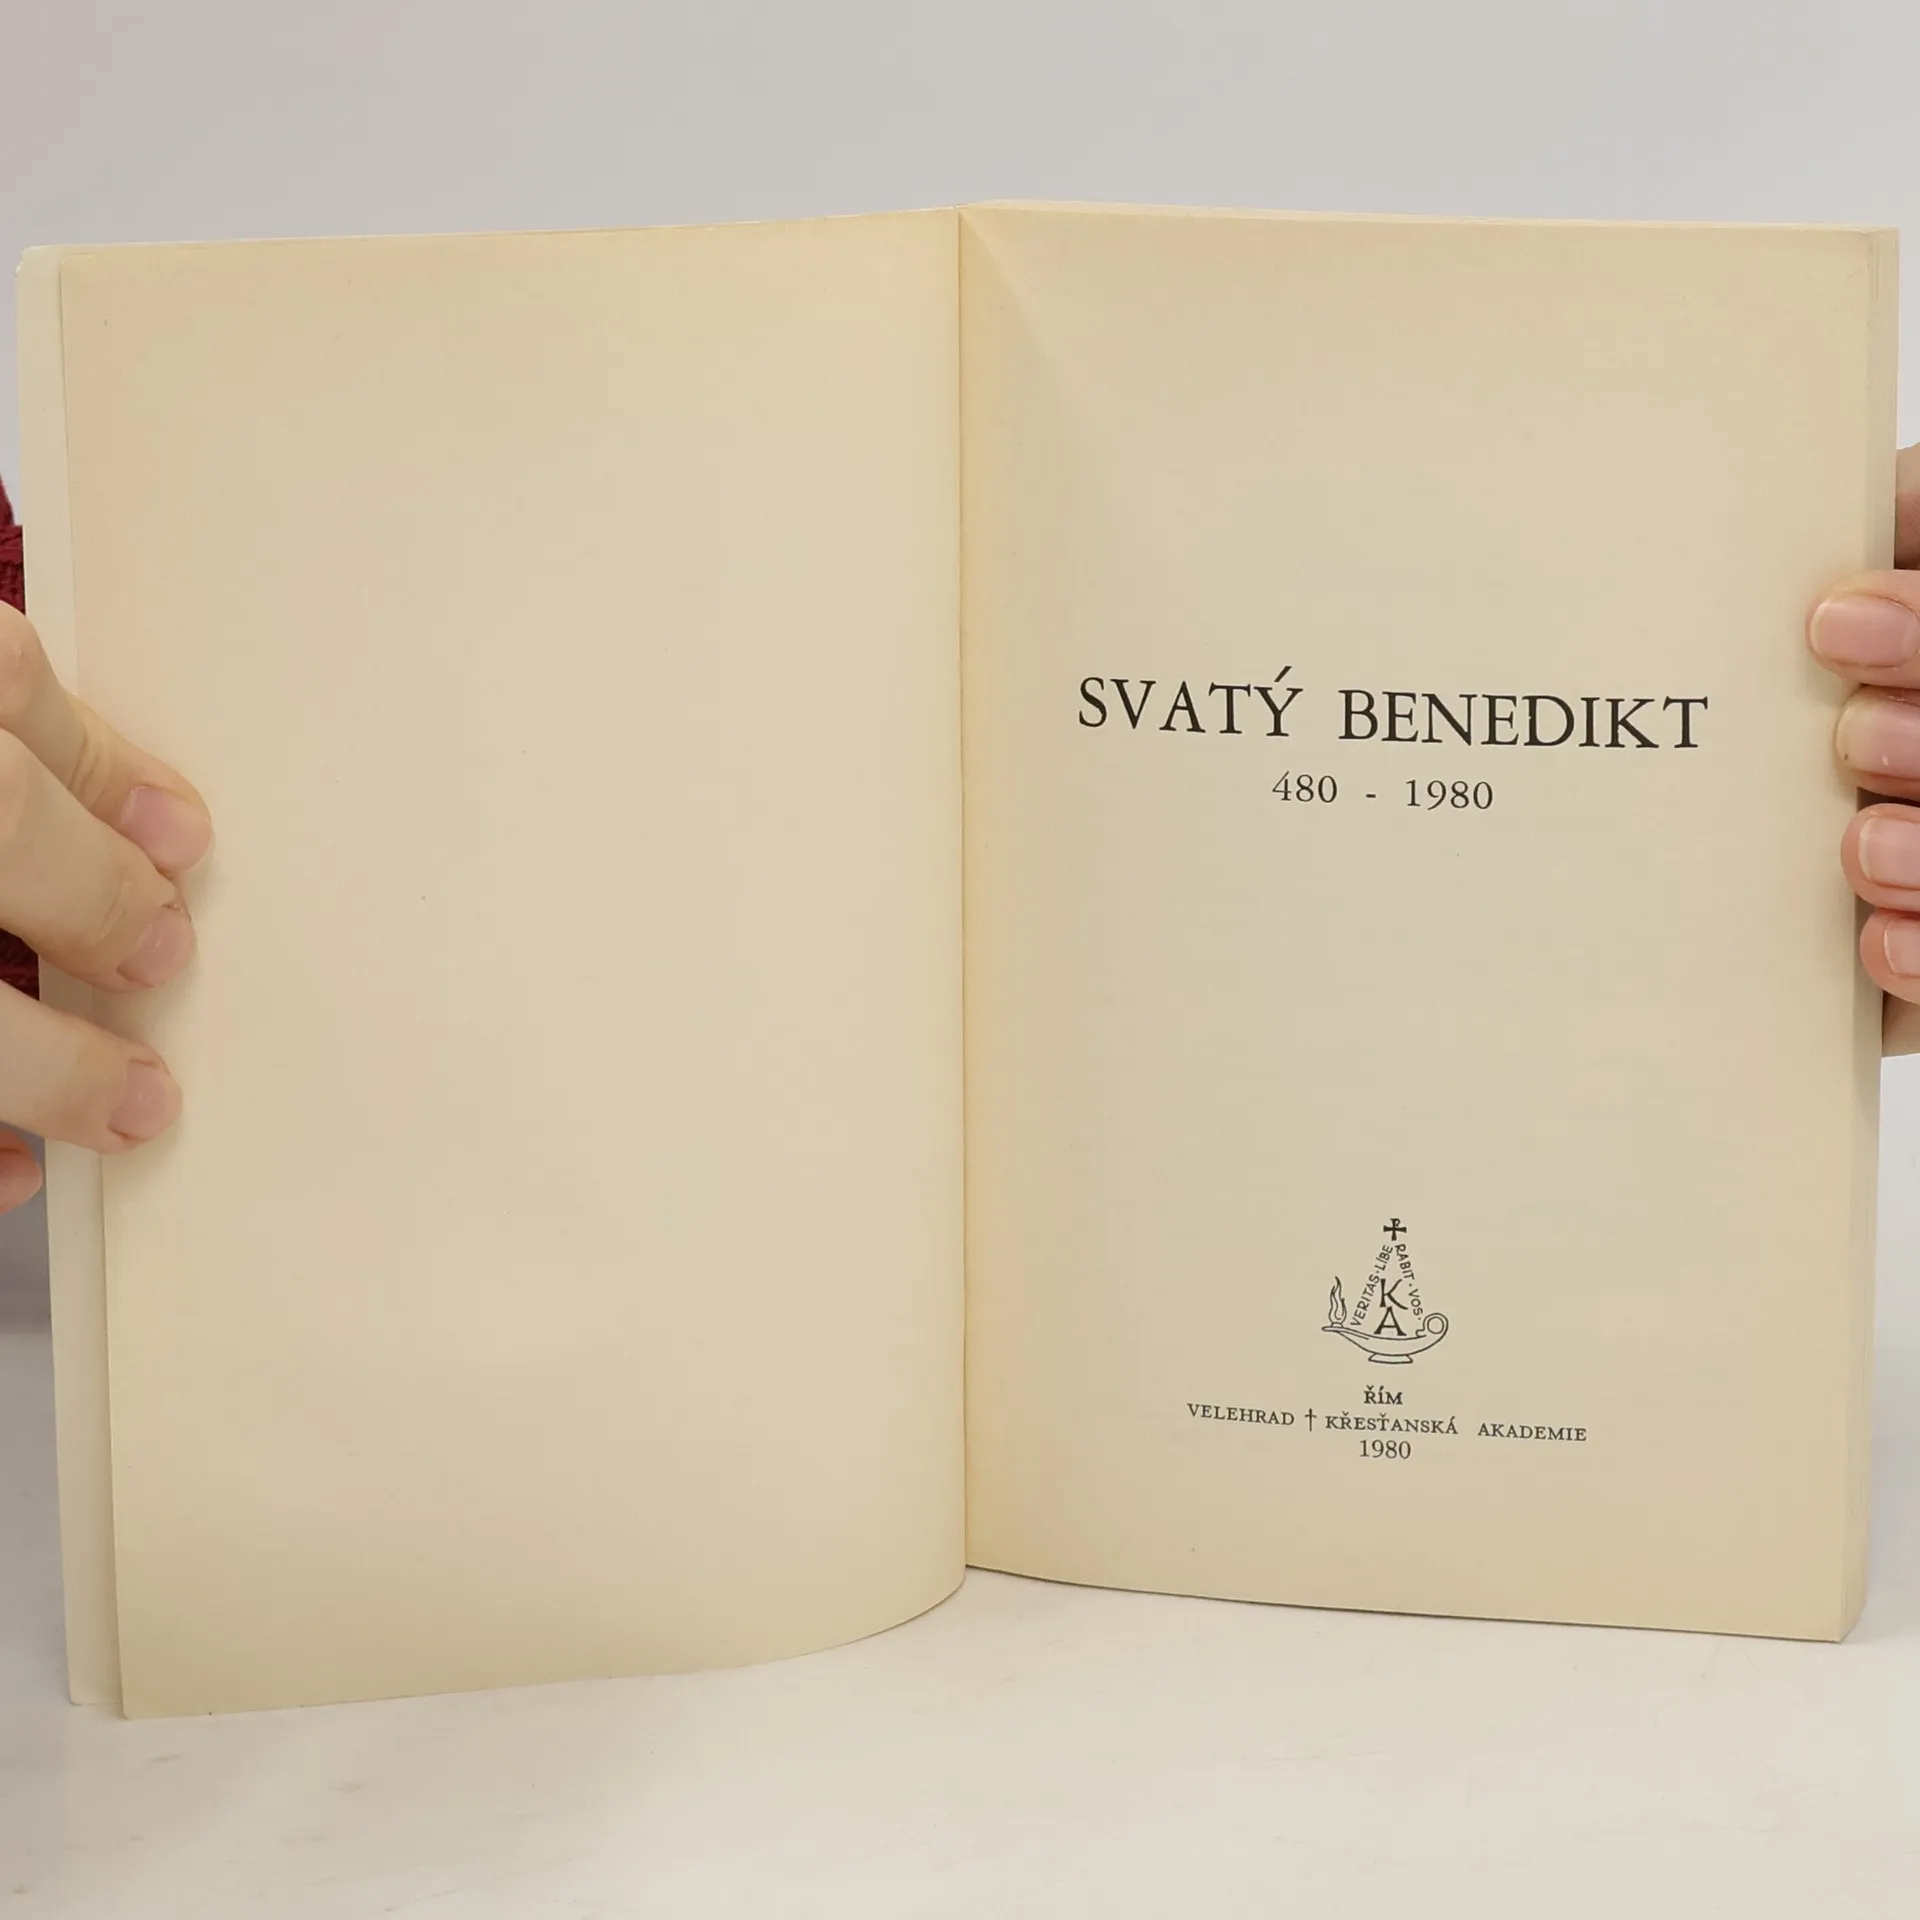 SVATÝ BENEDIKT
480 - 1980
VERITAS · LIBERABIT · VOS ·
KA
ŘÍM
VELEHRAD † KŘESŤANSKÁ AKADEMIE
1980